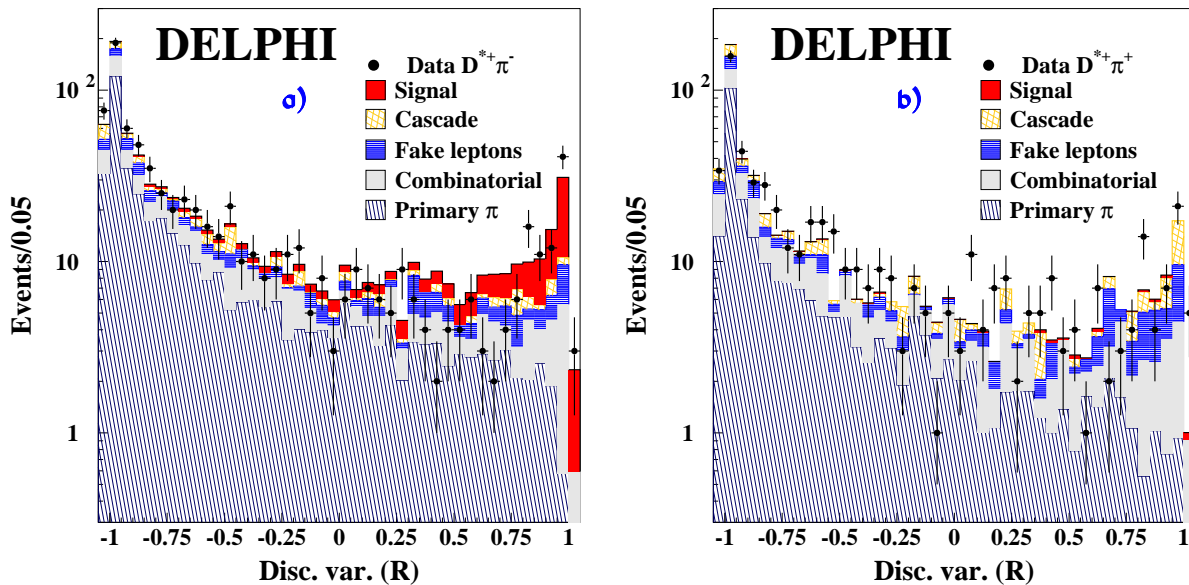 DELPHI
a)
Data D*+π-
Signal
Cascade
Fake leptons
Combinatorial
Primary π
Events/0.05
10 2
10
1
-1 -0.75 -0.5 -0.25 0 0.25 0.5 0.75 1
Disc. var. (R)
DELPHI
b)
Data D*+π+
Signal
Cascade
Fake leptons
Combinatorial
Primary π
Events/0.05
10 2
10
1
-1 -0.75 -0.5 -0.25 0 0.25 0.5 0.75 1
Disc. var. (R)